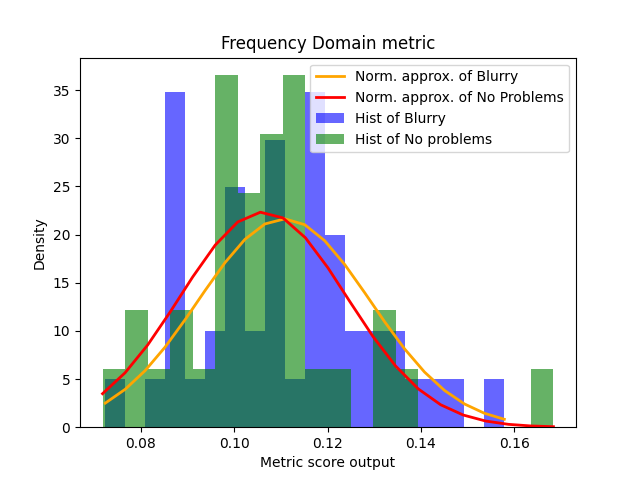 Frequency Domain metric
Norm. approx. of Blurry
Norm. approx. of No Problems
Hist of Blurry
Hist of No problems
35
30
25
20
15
10
5
0
Density
0.08
0.10
0.12
0.14
0.16
Metric score output